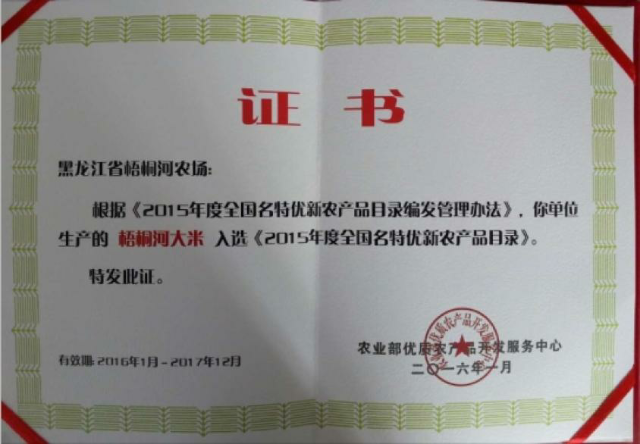 证书
黑龙江省梧桐河农场:
根据《2015年度全国名特优新农产品目录编发管理办法》,你单位
生产的 梧桐河大米 入选《2015年度全国名特优新农产品目录》。
特发此证。
农业部优质农产品开发服务中心
有效期:2016年1月-2017年12月
二〇一六年一月